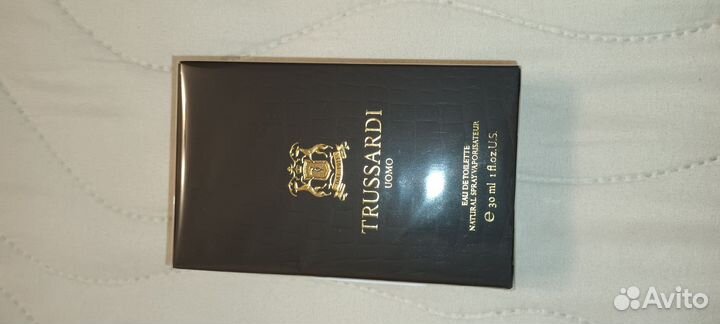 TRUSSARDI
UOMO
EAU DE TOILETTE
NATURAL SPRAY VAPORISATEUR
℮ 30 ml 1 fl.oz.U.S.
Avito